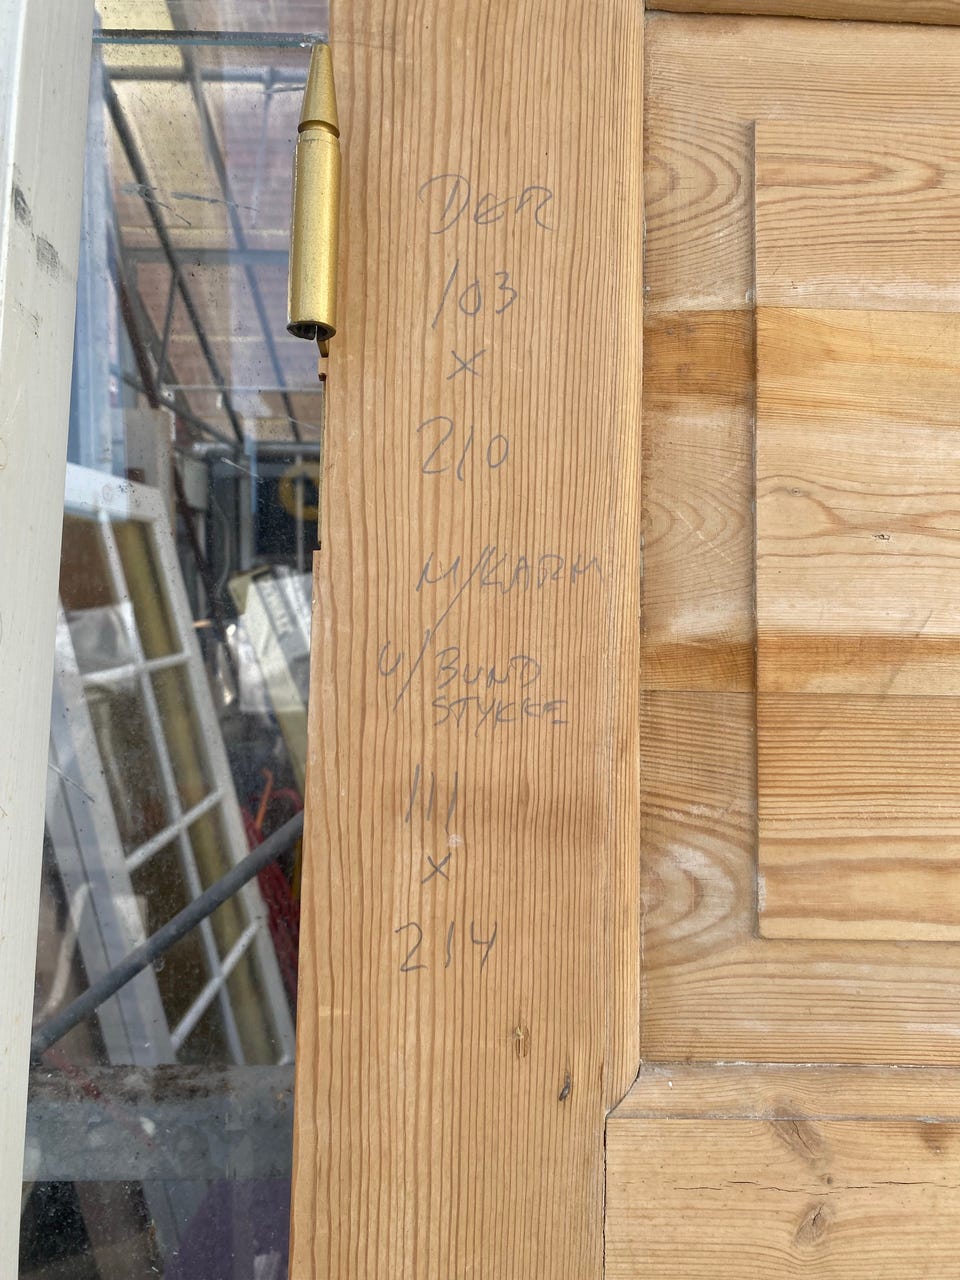 DØR
103
X
210
M/KARM
U/BUND
STYKKE
111
X
214